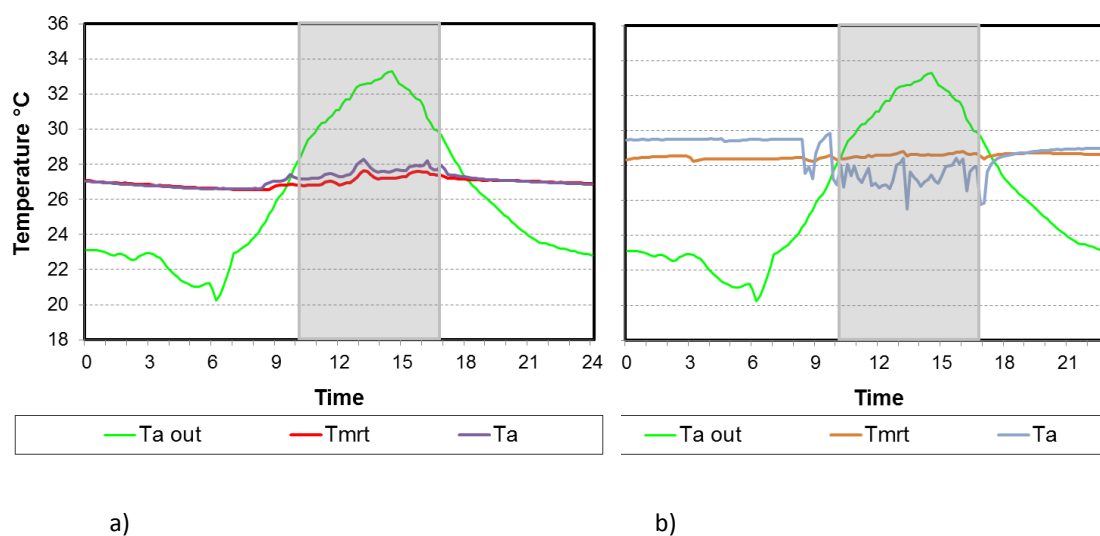 Temperature °C
36
34
32
30
28
26
24
22
20
18
0 3 6 9 12 15 18 21 24
Time
Ta out Tmrt Ta
0 3 6 9 12 15 18 21
Time
Ta out Tmrt Ta
a) b)